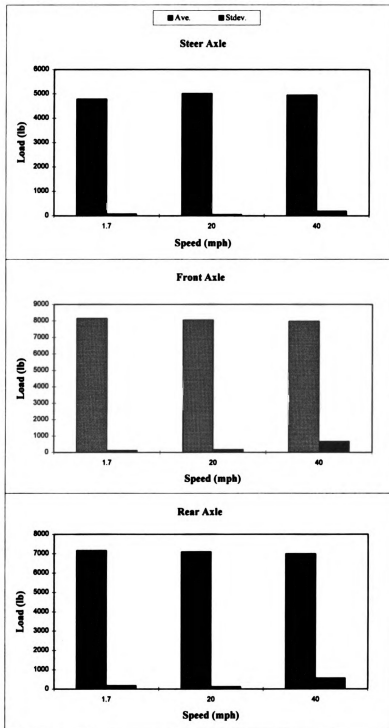 Ave. Stdev.
Steer Axle
6000
5000
4000
3000
2000
1000
0
Load (lb)
1.7 20 40
Speed (mph)
Front Axle
9000
8000
7000
6000
5000
4000
3000
2000
1000
0
Load (lb)
1.7 20 40
Speed (mph)
Rear Axle
8000
7000
6000
5000
4000
3000
2000
1000
0
Load (lb)
1.7 20 40
Speed (mph)